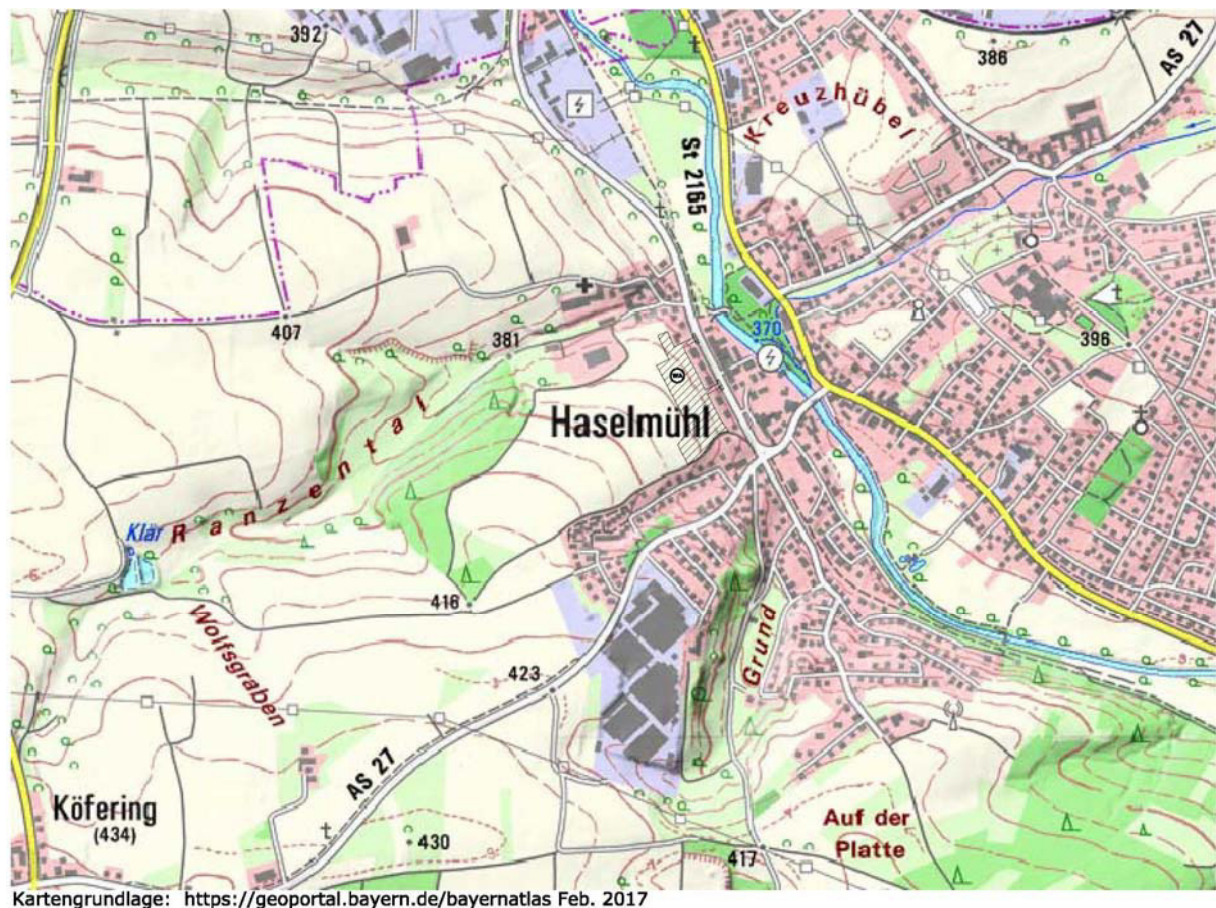 392
386
AS 27
Kreuzhübel
St 2165
407
381
370
396
WA
Haselmühl
Ranzental
Klär
416
Wolfsgraben
Grund
423
AS 27
Köfering
(434)
430
417
Auf der
Platte
Kartengrundlage: https://geoportal.bayern.de/bayernatlas Feb. 2017